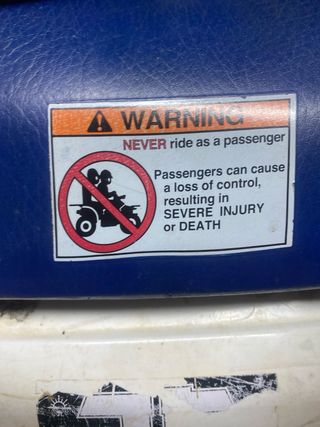 WARNING
NEVER ride as a passenger
Passengers can cause
a loss of control,
resulting in
SEVERE INJURY
or DEATH